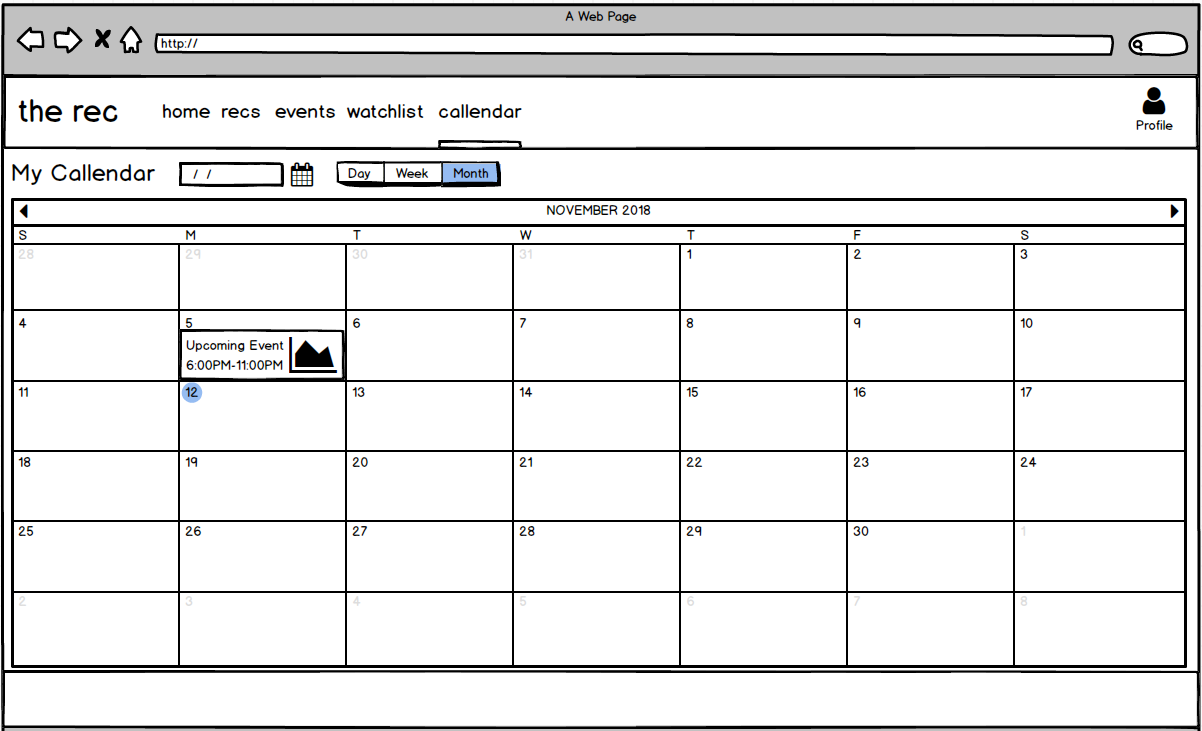 A Web Page
http://
the rec home recs events watchlist callendar
Profile
My Callendar / / Day Week Month
NOVEMBER 2018
S M T W T F S
28 29 30 31 1 2 3
4 5 6 7 8 9 10
Upcoming Event
6:00PM-11:00PM
11 12 13 14 15 16 17
18 19 20 21 22 23 24
25 26 27 28 29 30 1
2 3 4 5 6 7 8